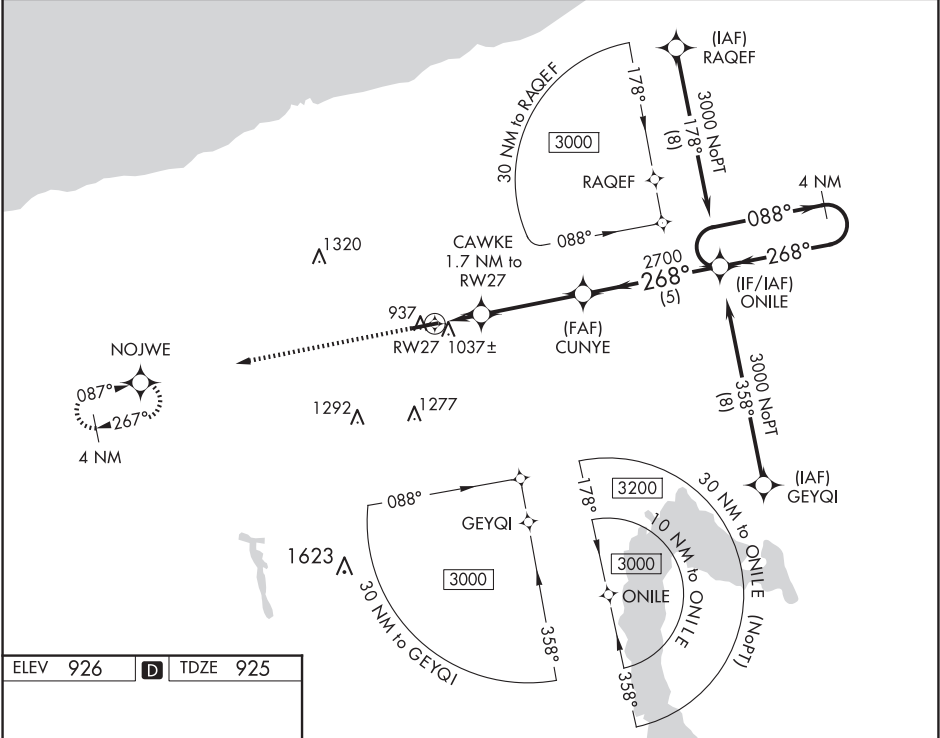 (IAF)
RAQEF
30 NM to RAQEF
178°
3000 NoPT
178°
(8)
3000
RAQEF
4 NM
088°
088°
268°
1320
CAWKE
1.7 NM to
RW27
2700
268°
(5)
(IF/IAF)
ONILE
937
(FAF)
CUNYE
RW27
1037±
NOJWE
087°
267°
4 NM
1292
1277
3000 NoPT
358°
(8)
(IAF)
GEYQI
088°
GEYQI
178°
3200
30 NM to ONILE (NoPT)
10 NM to ONILE
3000
ONILE
1623
3000
30 NM to GEYQI
358°
358°
ELEV 926 D TDZE 925